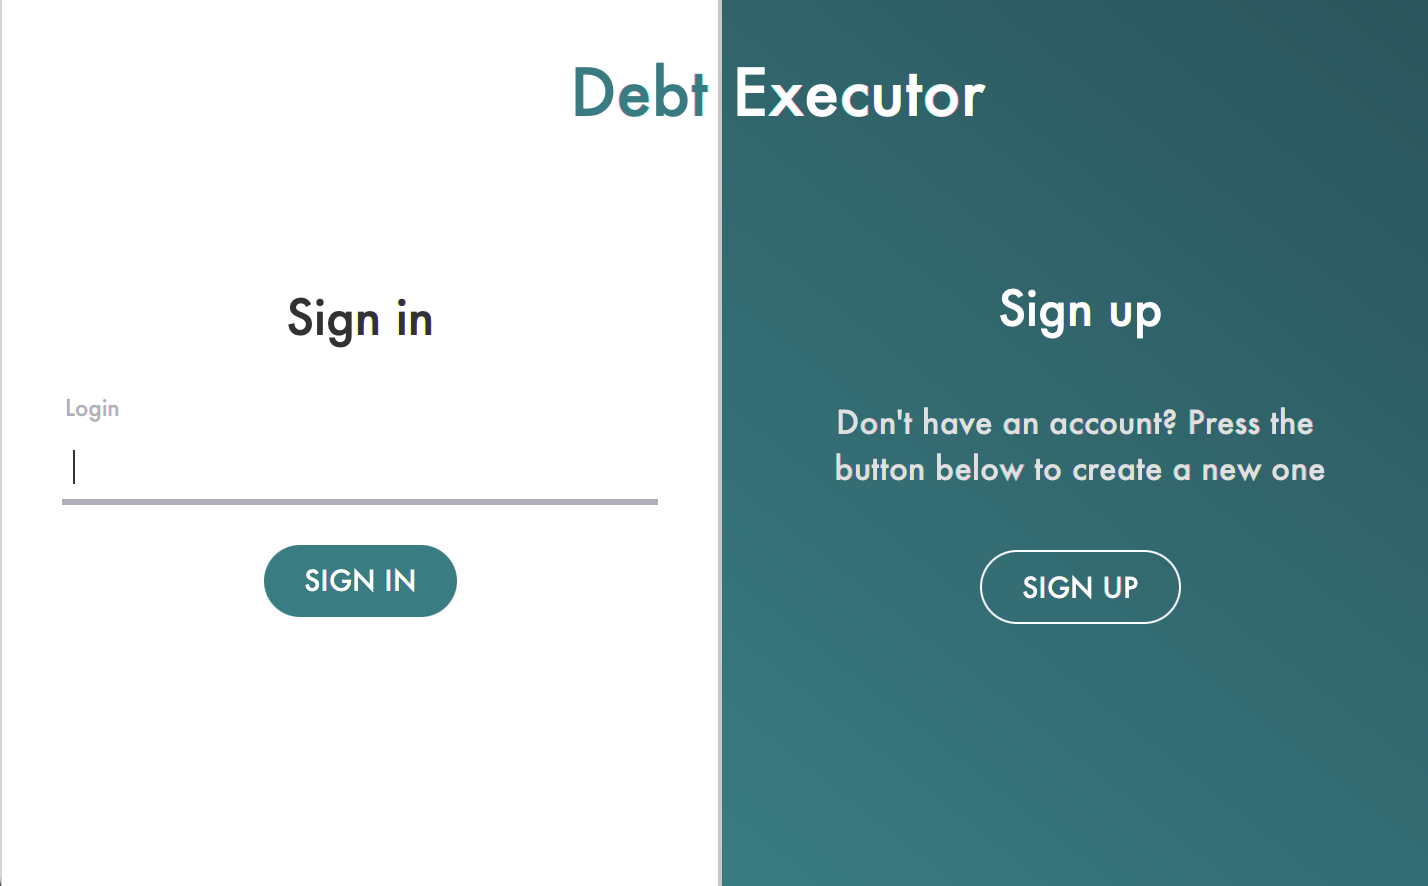 Debt Executor
Sign in
Login
SIGN IN
Sign up
Don't have an account? Press the
button below to create a new one
SIGN UP